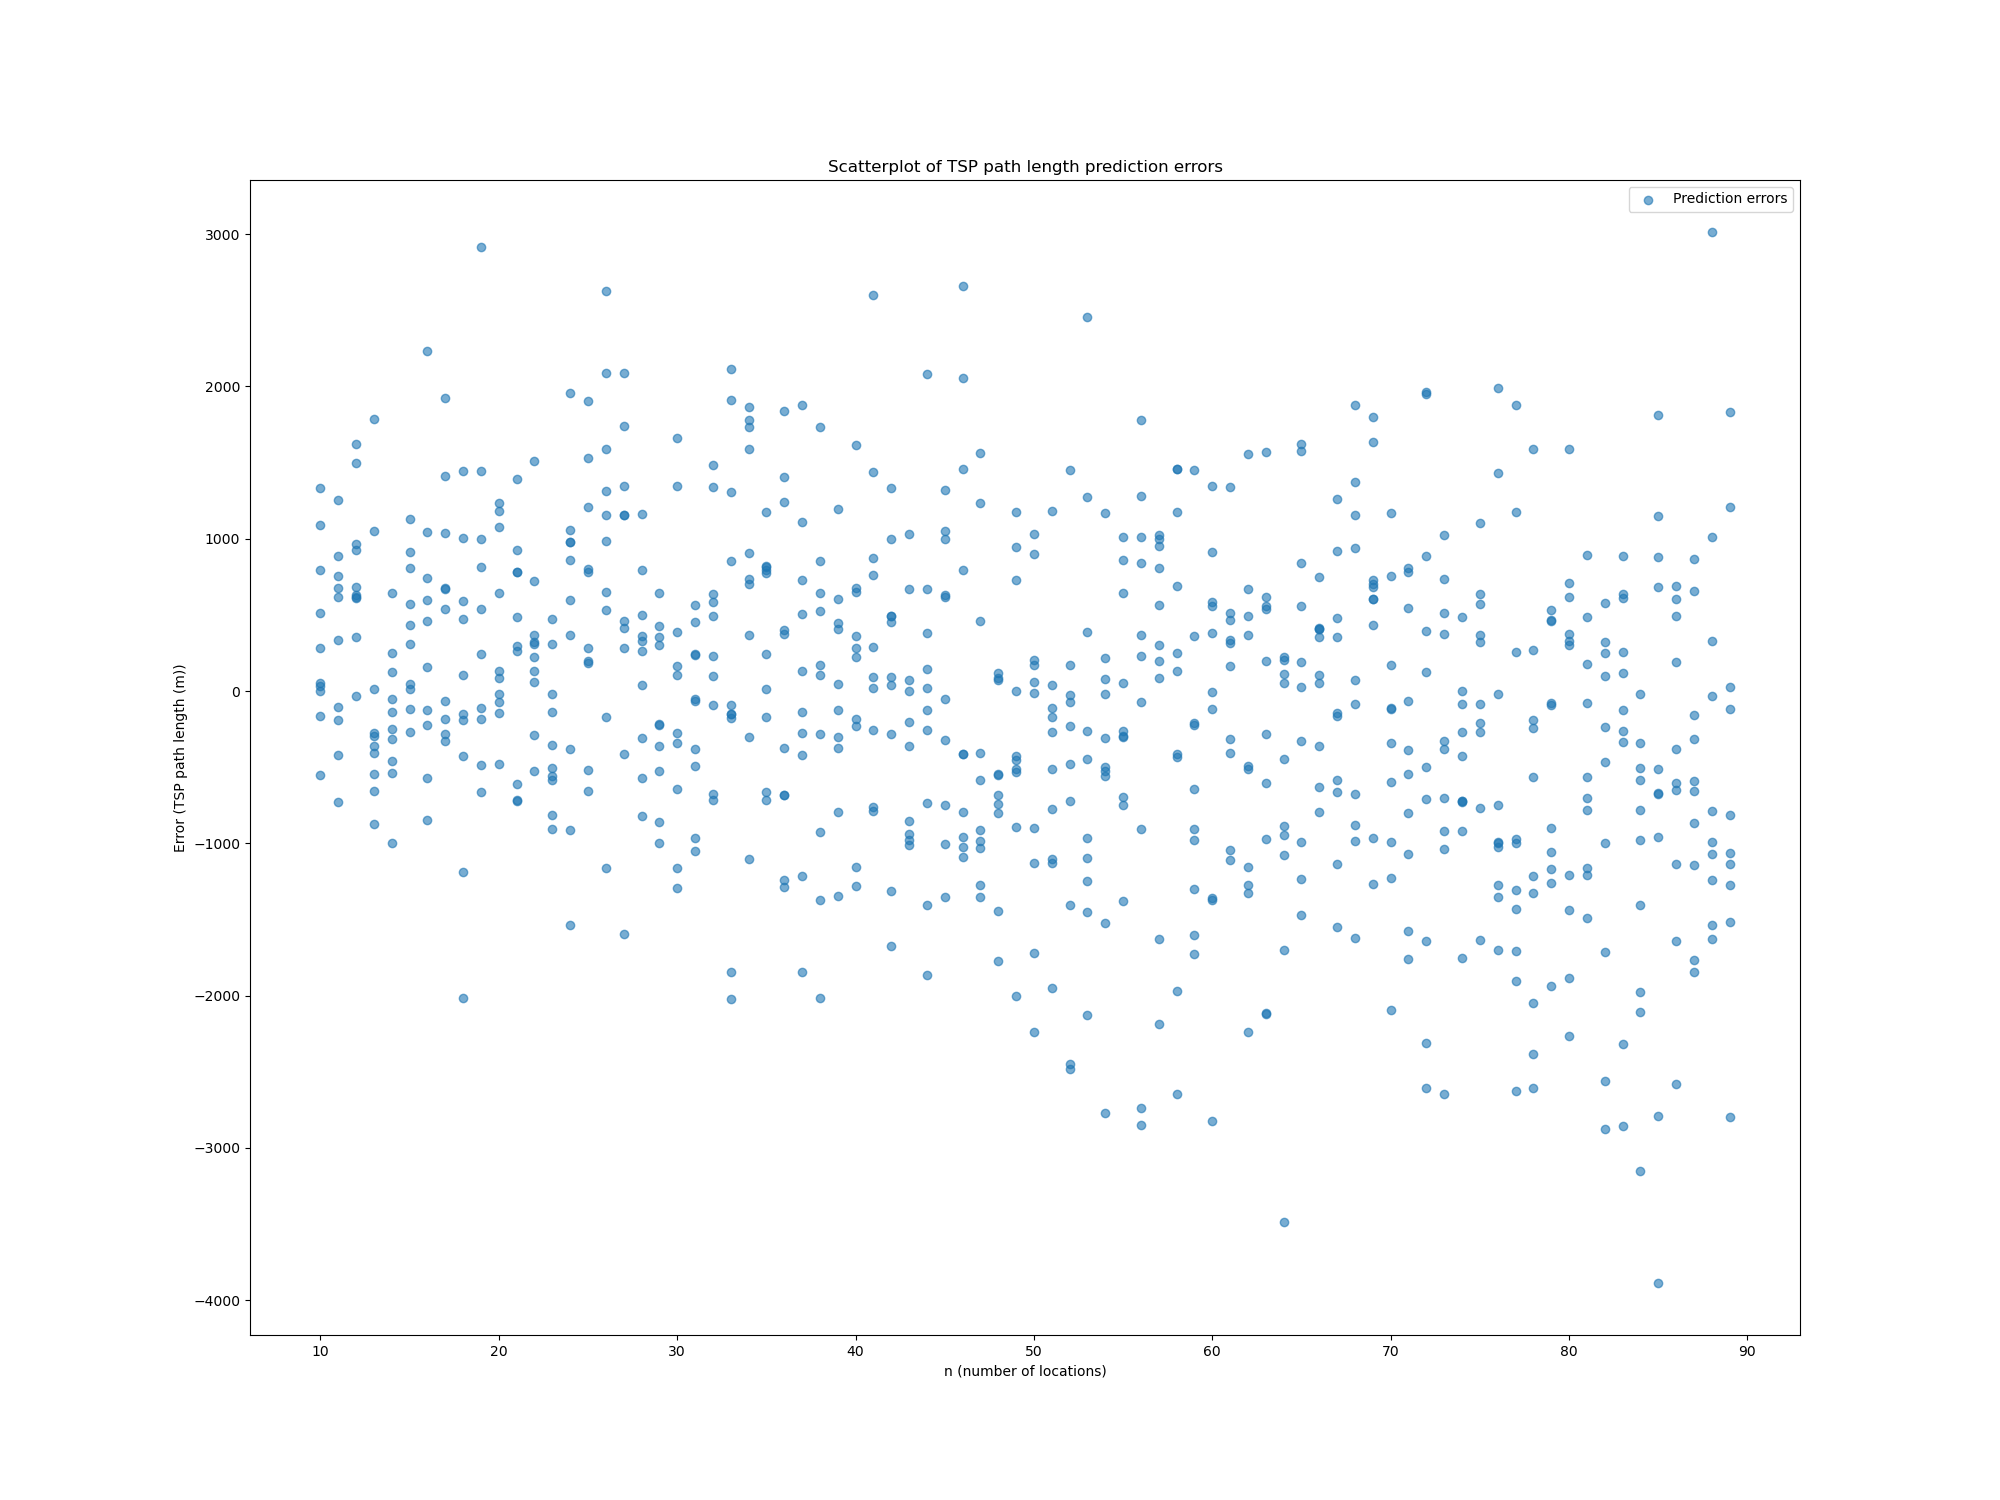 Scatterplot of TSP path length prediction errors
Prediction errors
3000
2000
1000
0
−1000
−2000
−3000
−4000
Error (TSP path length (m))
10 20 30 40 50 60 70 80 90
n (number of locations)